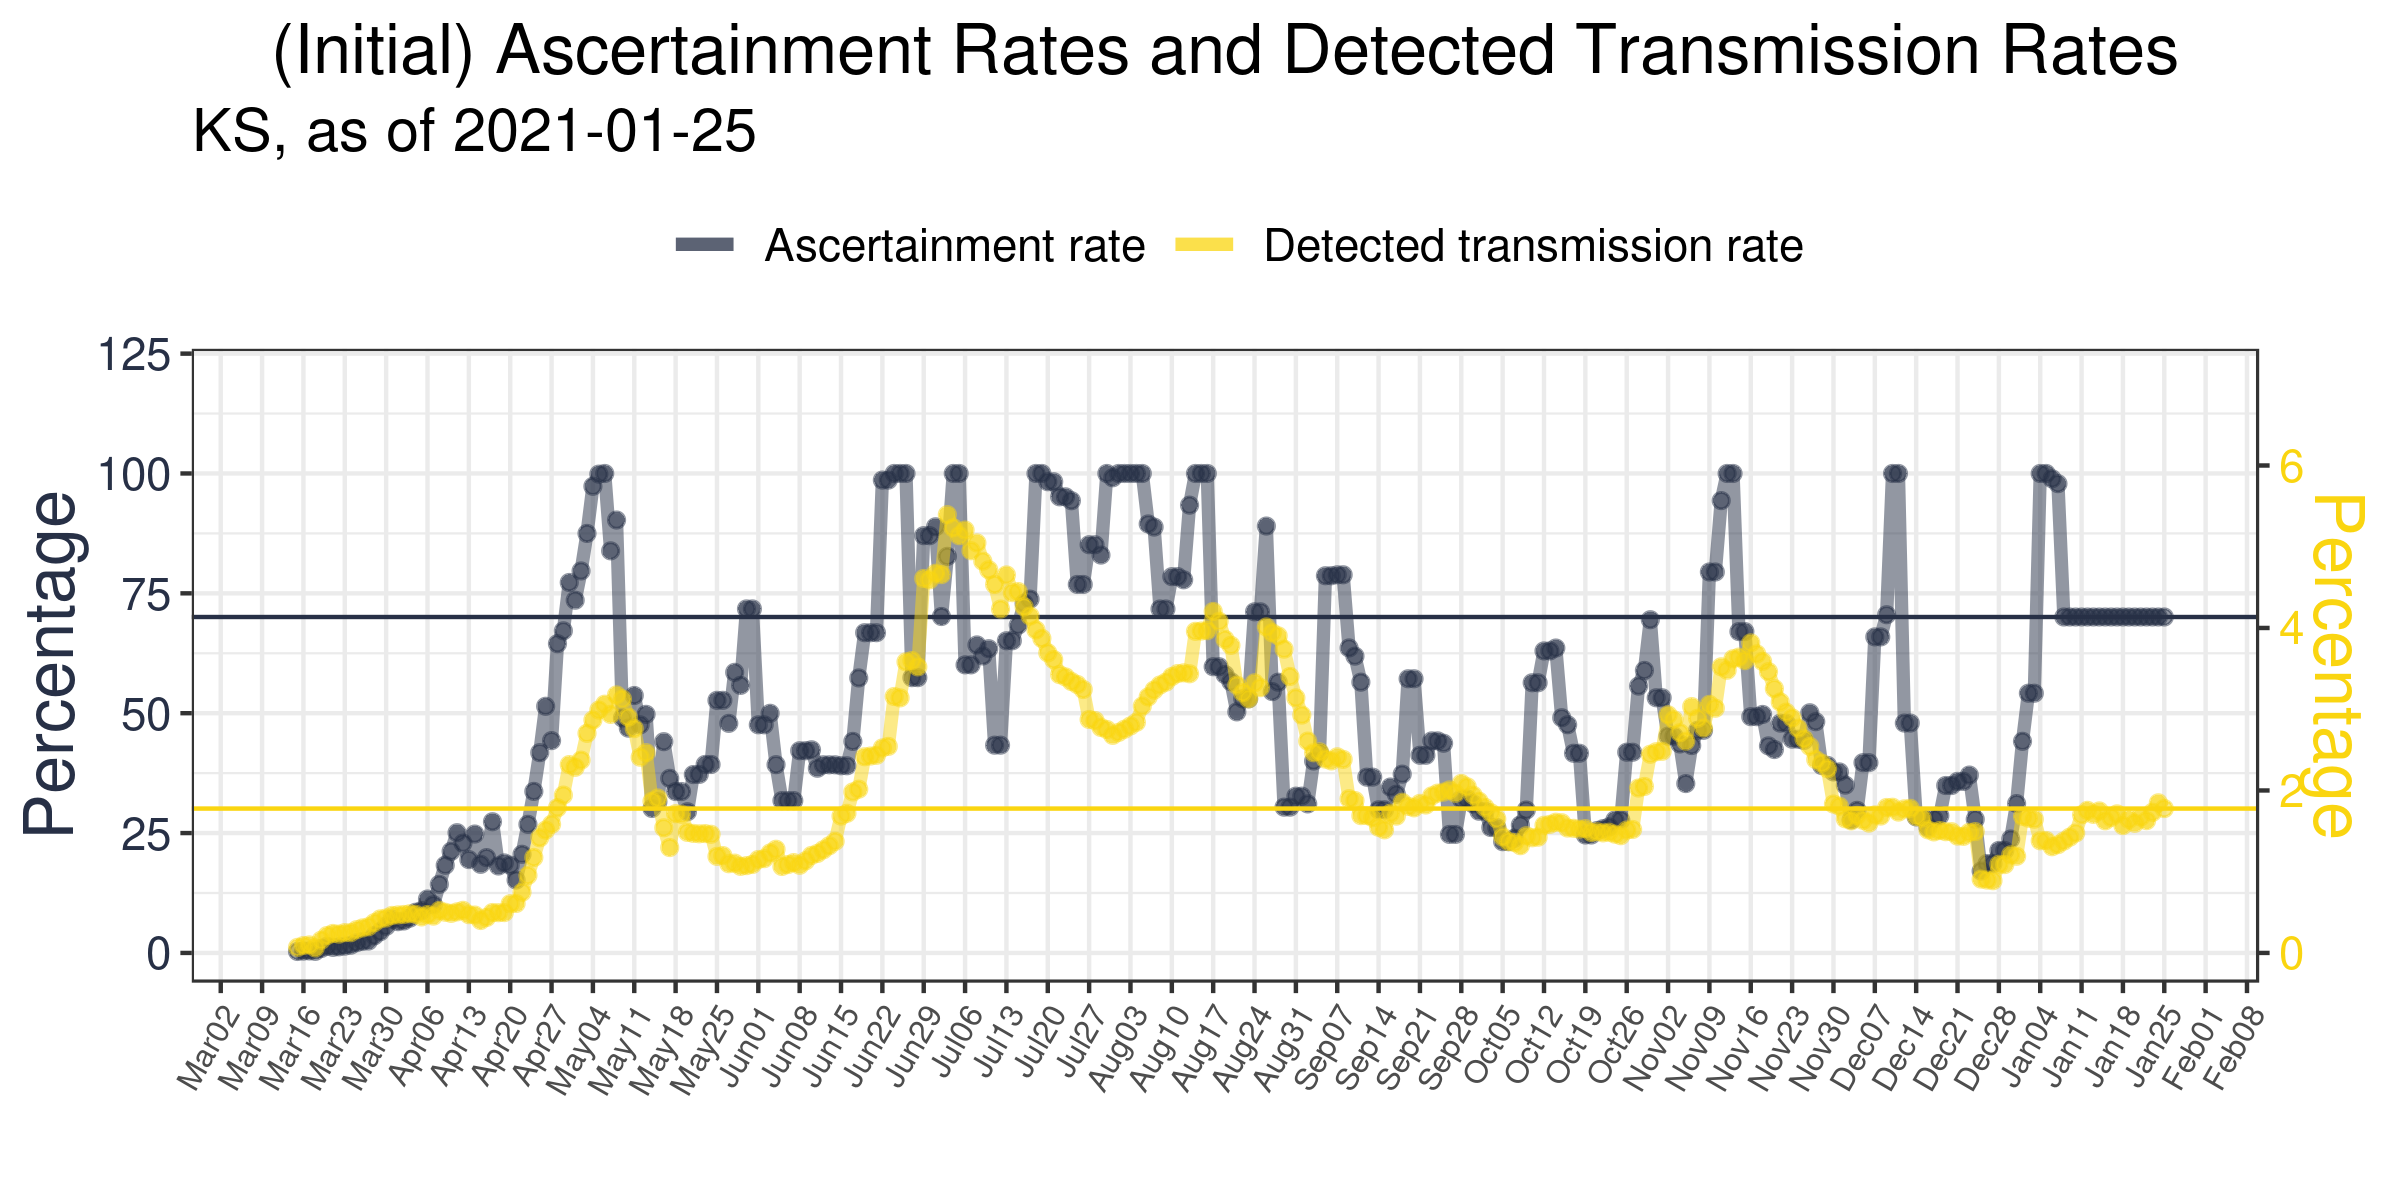 (Initial) Ascertainment Rates and Detected Transmission Rates
KS, as of 2021-01-25
Ascertainment rate
Detected transmission rate
Percentage
125
100
75
50
25
0
6
4
2
0
Percentage
Mar02
Mar09
Mar16
Mar23
Mar30
Apr06
Apr13
Apr20
Apr27
May04
May11
May18
May25
Jun01
Jun08
Jun15
Jun22
Jun29
Jul06
Jul13
Jul20
Jul27
Aug03
Aug10
Aug17
Aug24
Aug31
Sep07
Sep14
Sep21
Sep28
Oct05
Oct12
Oct19
Oct26
Nov02
Nov09
Nov16
Nov23
Nov30
Dec07
Dec14
Dec21
Dec28
Jan04
Jan11
Jan18
Jan25
Feb01
Feb08